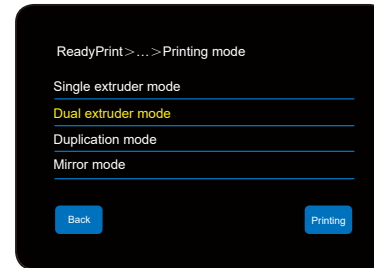 ReadyPrint>...>Printing mode
Single extruder mode
Dual extruder mode
Duplication mode
Mirror mode
Back
Printing